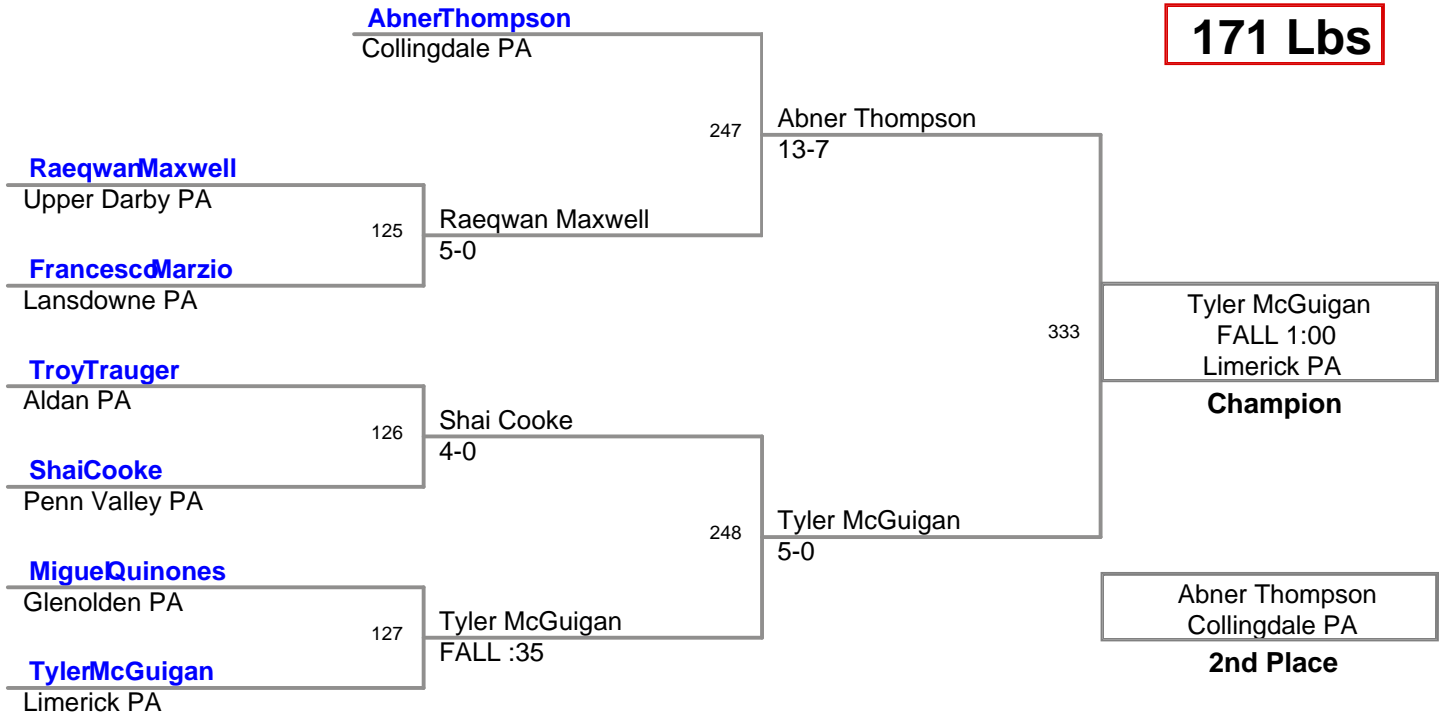 AbnerThompson
Collingdale PA
171 Lbs
247
Abner Thompson
13-7
RaeqwanMaxwell
Upper Darby PA
125
Raeqwan Maxwell
5-0
FrancescoMarzio
Lansdowne PA
333
Tyler McGuigan
FALL 1:00
Limerick PA
Champion
TroyTrauger
Aldan PA
126
Shai Cooke
4-0
ShaiCooke
Penn Valley PA
248
Tyler McGuigan
5-0
MiguelQuinones
Glenolden PA
127
Tyler McGuigan
FALL :35
TylerMcGuigan
Limerick PA
Abner Thompson
Collingdale PA
2nd Place